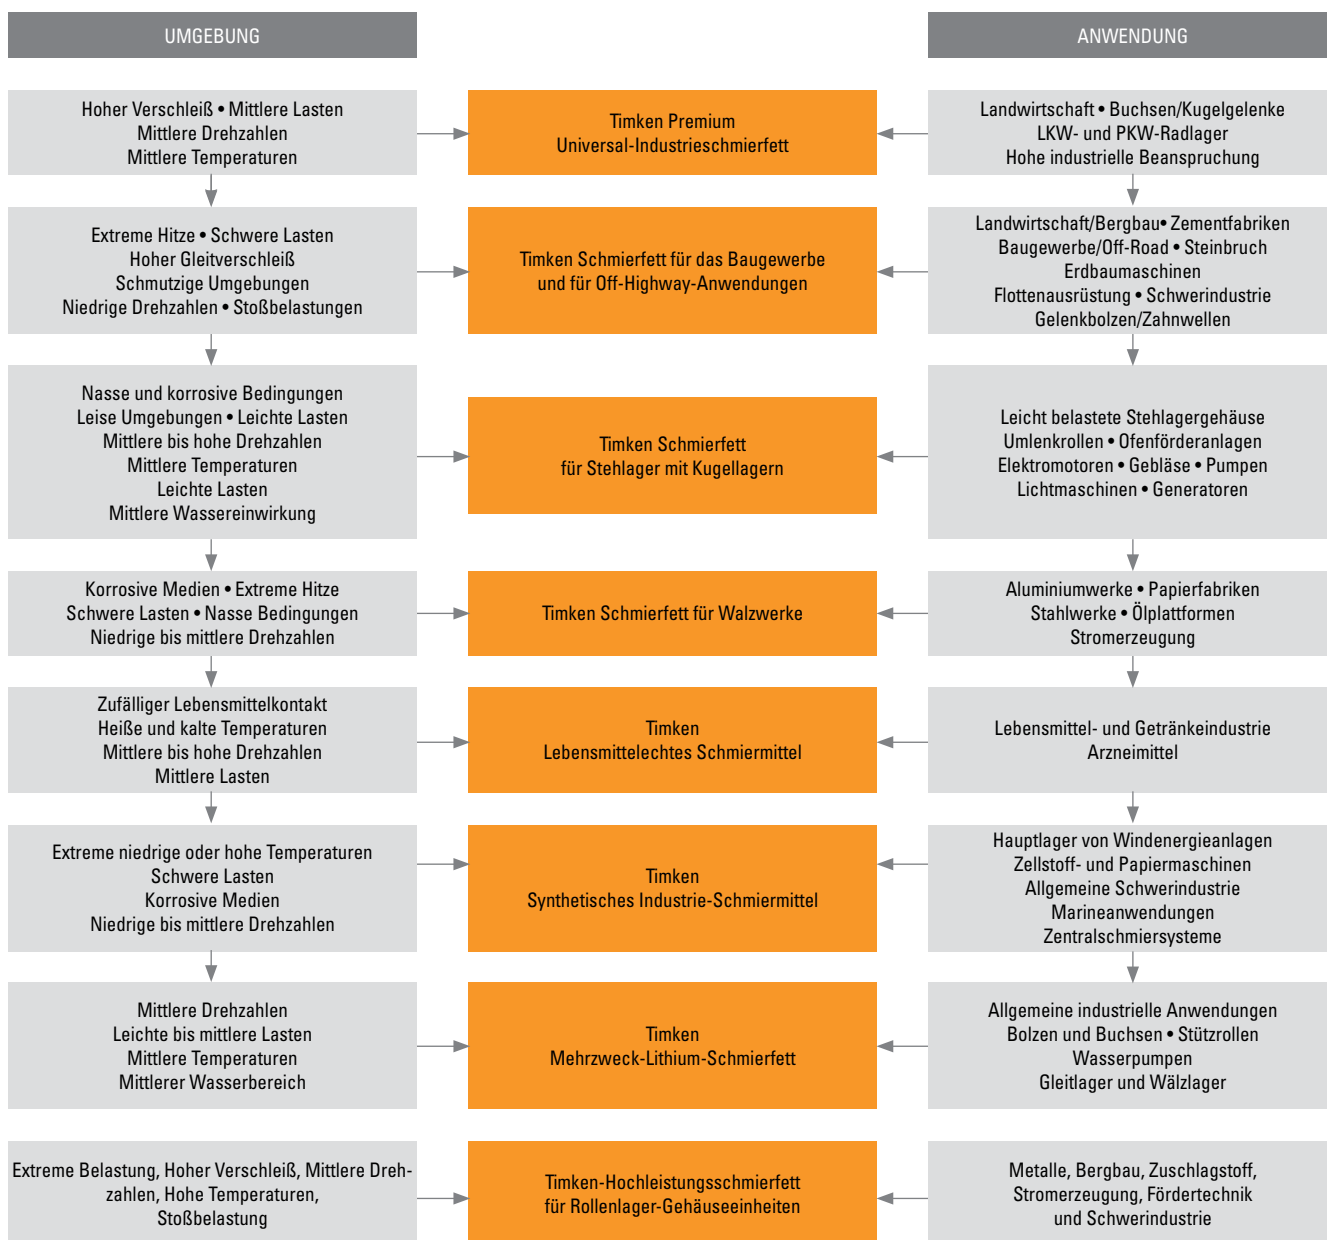 UMGEBUNG
ANWENDUNG
Hoher Verschleiß • Mittlere Lasten
Mittlere Drehzahlen
Mittlere Temperaturen
Timken Premium
Universal-Industrieschmierfett
Landwirtschaft • Buchsen/Kugelgelenke
LKW- und PKW-Radlager
Hohe industrielle Beanspruchung
Extreme Hitze • Schwere Lasten
Hoher Gleitverschleiß
Schmutzige Umgebungen
Niedrige Drehzahlen • Stoßbelastungen
Timken Schmierfett für das Baugewerbe
und für Off-Highway-Anwendungen
Landwirtschaft/Bergbau• Zementfabriken
Baugewerbe/Off-Road • Steinbruch
Erdbaumaschinen
Flottenausrüstung • Schwerindustrie
Gelenkbolzen/Zahnwellen
Nasse und korrosive Bedingungen
Leise Umgebungen • Leichte Lasten
Mittlere bis hohe Drehzahlen
Mittlere Temperaturen
Leichte Lasten
Mittlere Wassereinwirkung
Timken Schmierfett
für Stehlager mit Kugellagern
Leicht belastete Stehlagergehäuse
Umlenkrollen • Ofenförderanlagen
Elektromotoren • Gebläse • Pumpen
Lichtmaschinen • Generatoren
Korrosive Medien • Extreme Hitze
Schwere Lasten • Nasse Bedingungen
Niedrige bis mittlere Drehzahlen
Timken Schmierfett für Walzwerke
Aluminiumwerke • Papierfabriken
Stahlwerke • Ölplattformen
Stromerzeugung
Zufälliger Lebensmittelkontakt
Heiße und kalte Temperaturen
Mittlere bis hohe Drehzahlen
Mittlere Lasten
Timken
Lebensmittelechtes Schmiermittel
Lebensmittel- und Getränkeindustrie
Arzneimittel
Extreme niedrige oder hohe Temperaturen
Schwere Lasten
Korrosive Medien
Niedrige bis mittlere Drehzahlen
Timken
Synthetisches Industrie-Schmiermittel
Hauptlager von Windenergieanlagen
Zellstoff- und Papiermaschinen
Allgemeine Schwerindustrie
Marineanwendungen
Zentralschmiersysteme
Mittlere Drehzahlen
Leichte bis mittlere Lasten
Mittlere Temperaturen
Mittlerer Wasserbereich
Timken
Mehrzweck-Lithium-Schmierfett
Allgemeine industrielle Anwendungen
Bolzen und Buchsen • Stützrollen
Wasserpumpen
Gleitlager und Wälzlager
Extreme Belastung, Hoher Verschleiß, Mittlere Dreh-
zahlen, Hohe Temperaturen,
Stoßbelastung
Timken-Hochleistungsschmierfett
für Rollenlager-Gehäuseeinheiten
Metalle, Bergbau, Zuschlagstoff,
Stromerzeugung, Fördertechnik
und Schwerindustrie